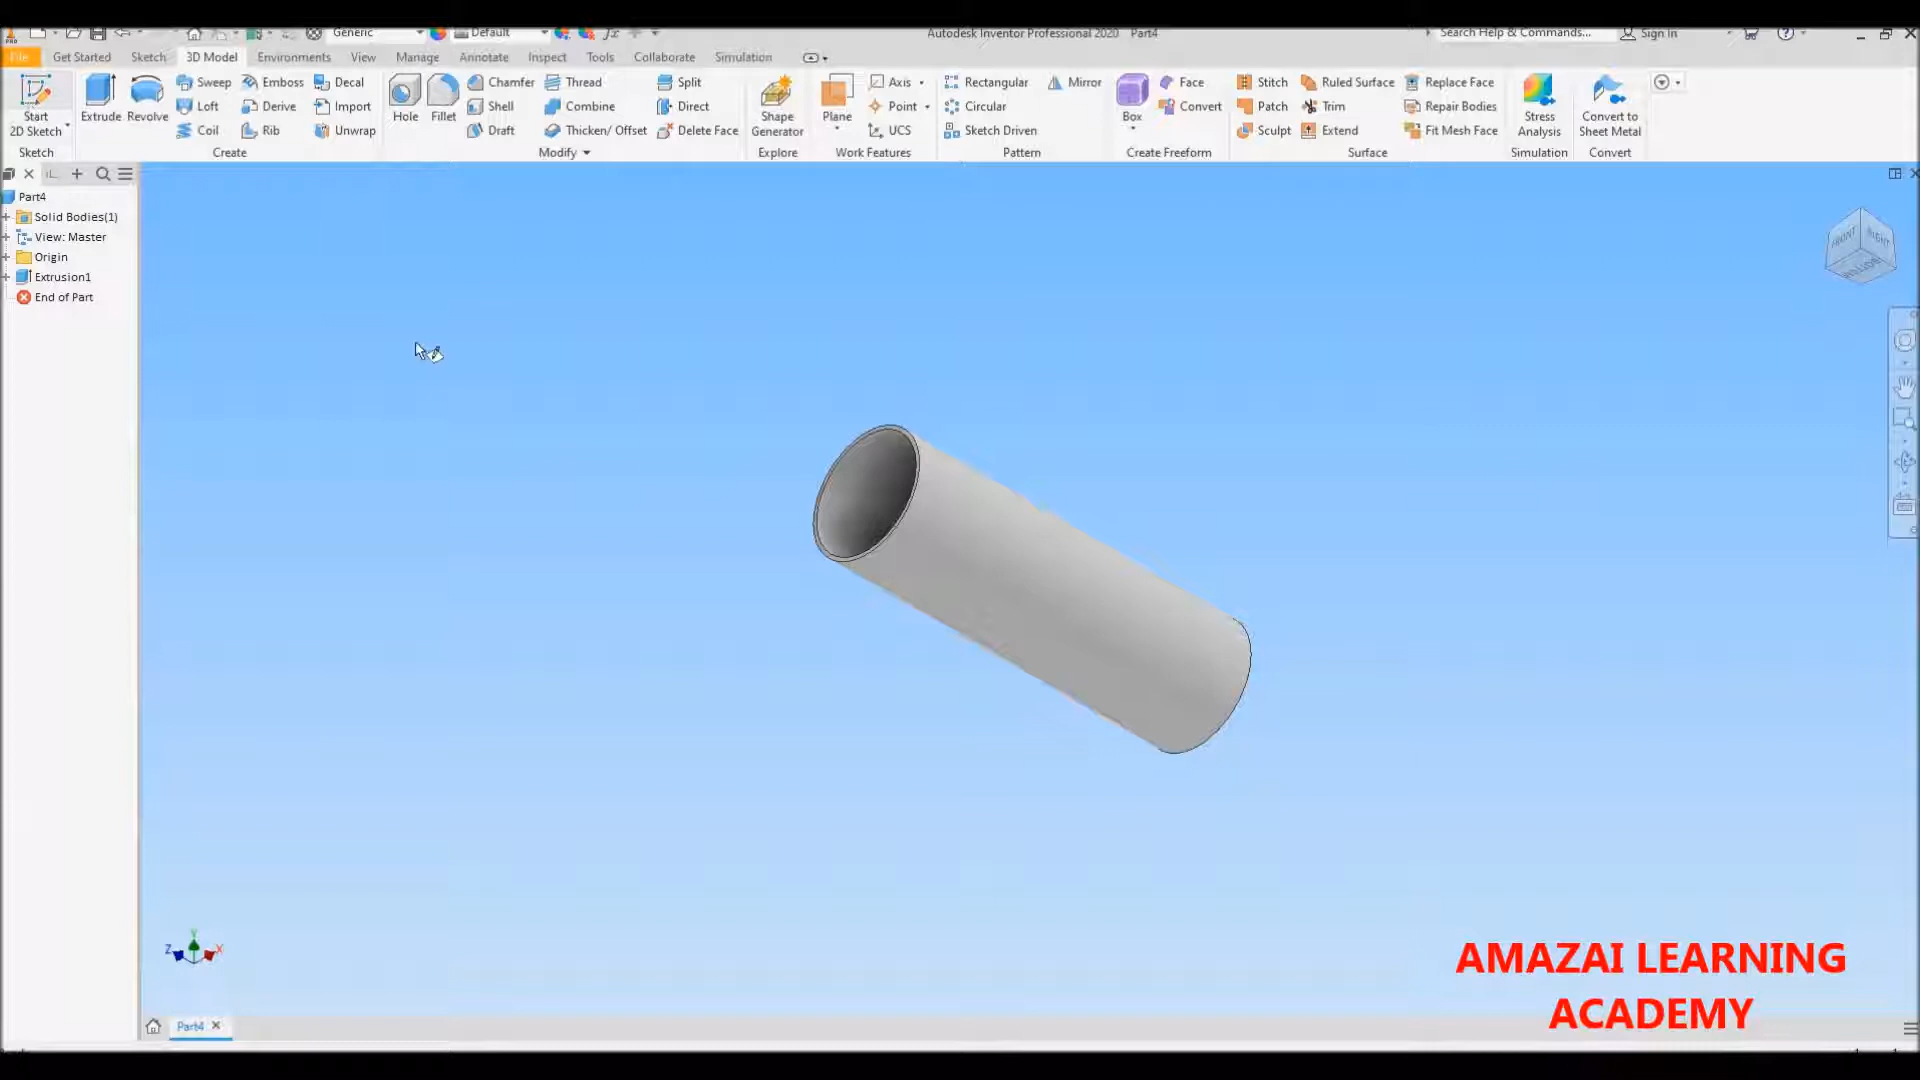 Generic
Default
Autodesk Inventor Professional 2020 Part4
Search Help & Commands...
Sign In
File Get Started Sketch 3D Model Environments View Manage Annotate Inspect Tools Collaborate Simulation
Start
2D Sketch
Sketch
Extrude
Revolve
Sweep
Loft
Coil
Emboss
Derive
Rib
Decal
Import
Unwrap
Create
Hole
Fillet
Chamfer
Shell
Draft
Thread
Combine
Thicken/ Offset
Split
Direct
Delete Face
Modify
Shape
Generator
Explore
Plane
Axis
Point
UCS
Work Features
Rectangular
Circular
Sketch Driven
Mirror
Pattern
Box
Face
Convert
Create Freeform
Stitch
Patch
Sculpt
Ruled Surface
Trim
Extend
Replace Face
Repair Bodies
Fit Mesh Face
Surface
Stress
Analysis
Simulation
Convert to
Sheet Metal
Convert
Part4
Solid Bodies(1)
View: Master
Origin
Extrusion1
End of Part
FRONT
RIGHT
BOTTOM
Z
Y
X
AMAZAI LEARNING
ACADEMY
Part4